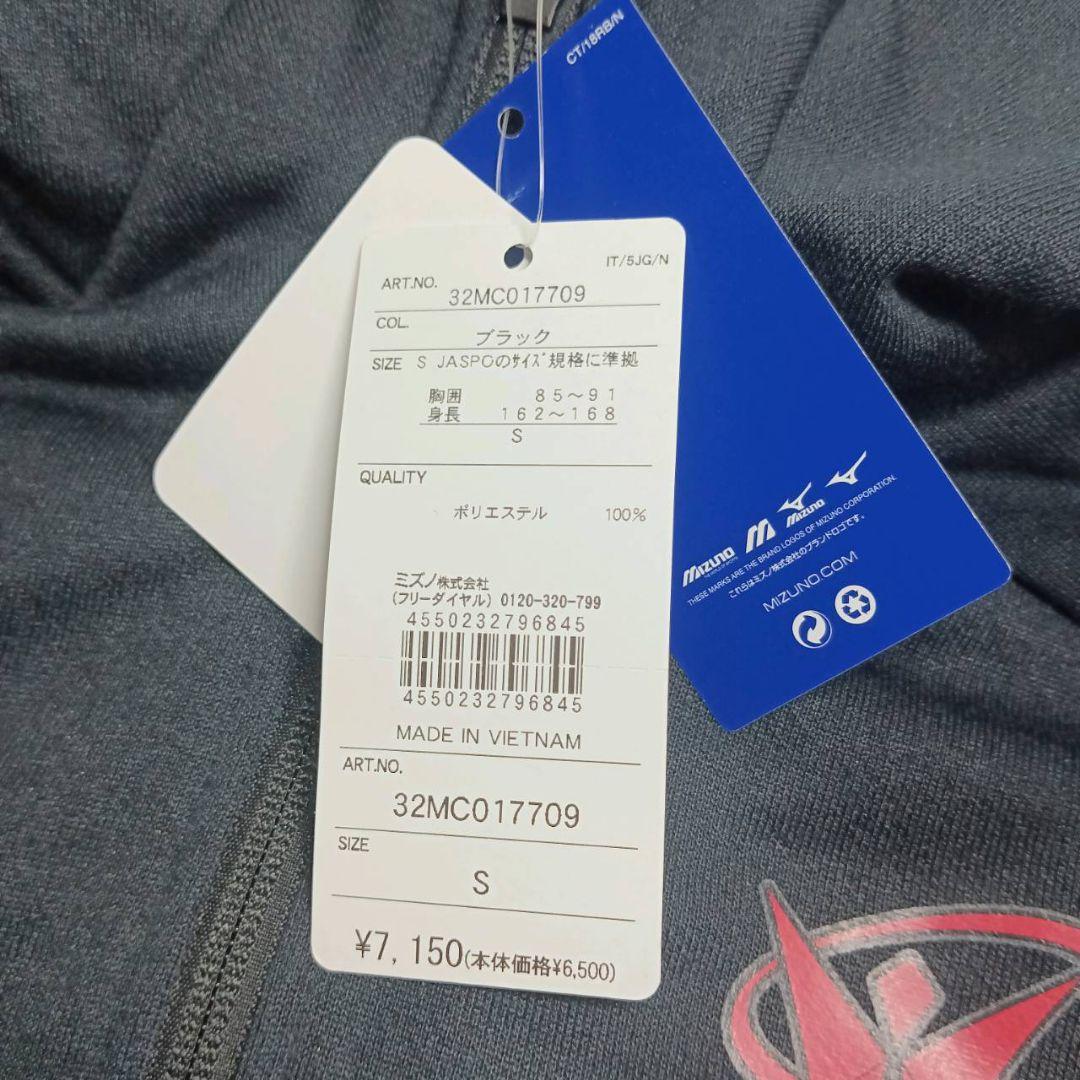 CT/18RB/N
IT/5JG/N
ART.NO. 32MC017709
COL. ブラック
SIZE S JASPOのサイズ規格に準拠
胸囲 85～91
身長 162～168
S
QUALITY
ポリエステル 100%
ミズノ株式会社
(フリーダイヤル) 0120-320-799
4550232796845
4550232796845
MADE IN VIETNAM
ART.NO.
32MC017709
SIZE
S
¥7,150(本体価格¥6,500)
MIZUNO
MIZUNO
THESE MARKS ARE THE BRAND LOGOS OF MIZUNO CORPORATION.
これらはミズノ株式会社のブランドロゴです。
MIZUNO.COM